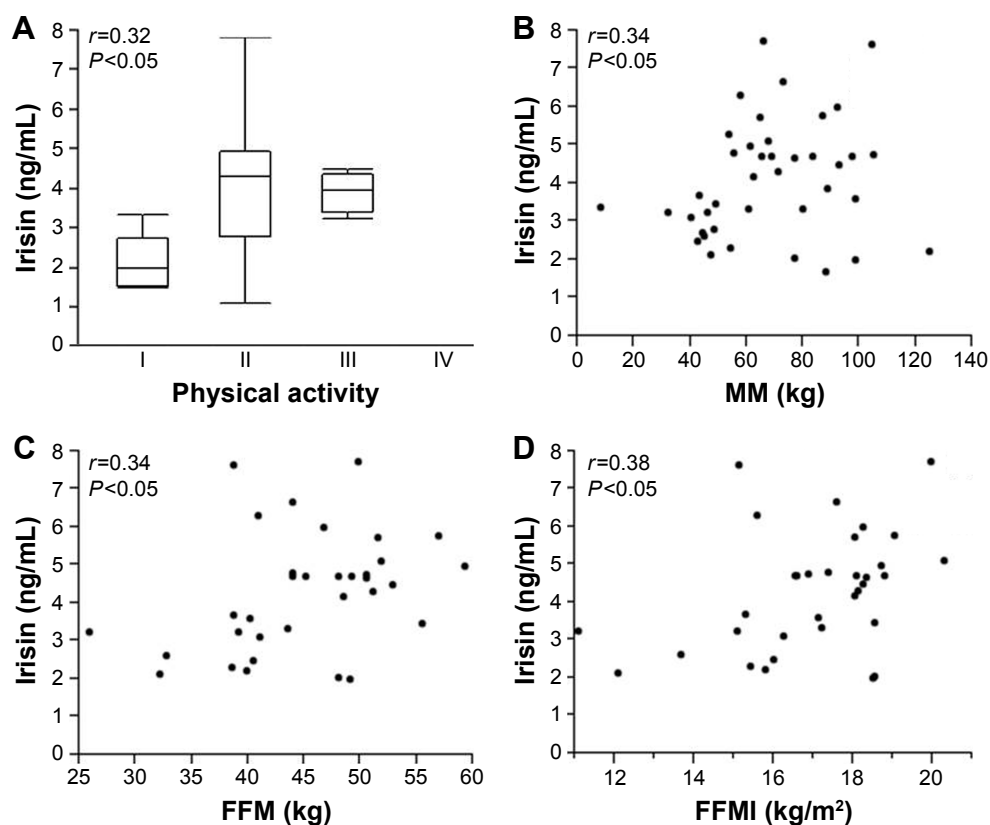 A
r=0.32
P<0.05
Irisin (ng/mL)
8
7
6
5
4
3
2
1
0
I II III IV
Physical activity
B
r=0.34
P<0.05
Irisin (ng/mL)
8
7
6
5
4
3
2
1
0
0 20 40 60 80 100 120 140
MM (kg)
C
r=0.34
P<0.05
Irisin (ng/mL)
8
7
6
5
4
3
2
1
0
25 30 35 40 45 50 55 60
FFM (kg)
D
r=0.38
P<0.05
Irisin (ng/mL)
8
7
6
5
4
3
2
1
0
12 14 16 18 20
FFMI (kg/m²)